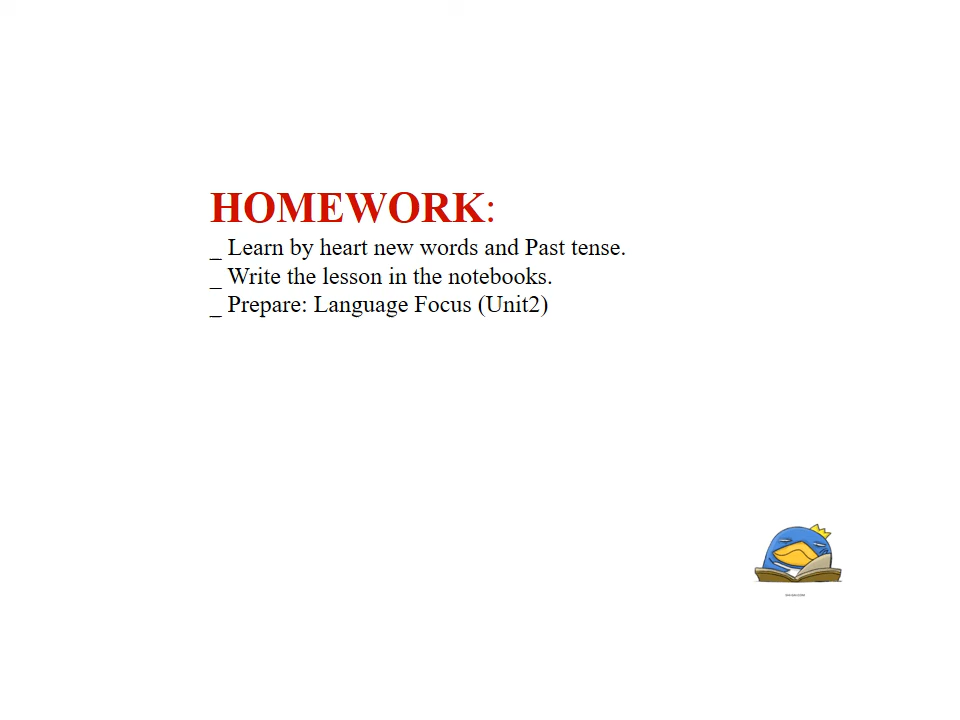 HOMEWORK:
_ Learn by heart new words and Past tense.
_ Write the lesson in the notebooks.
_ Prepare: Language Focus (Unit2)